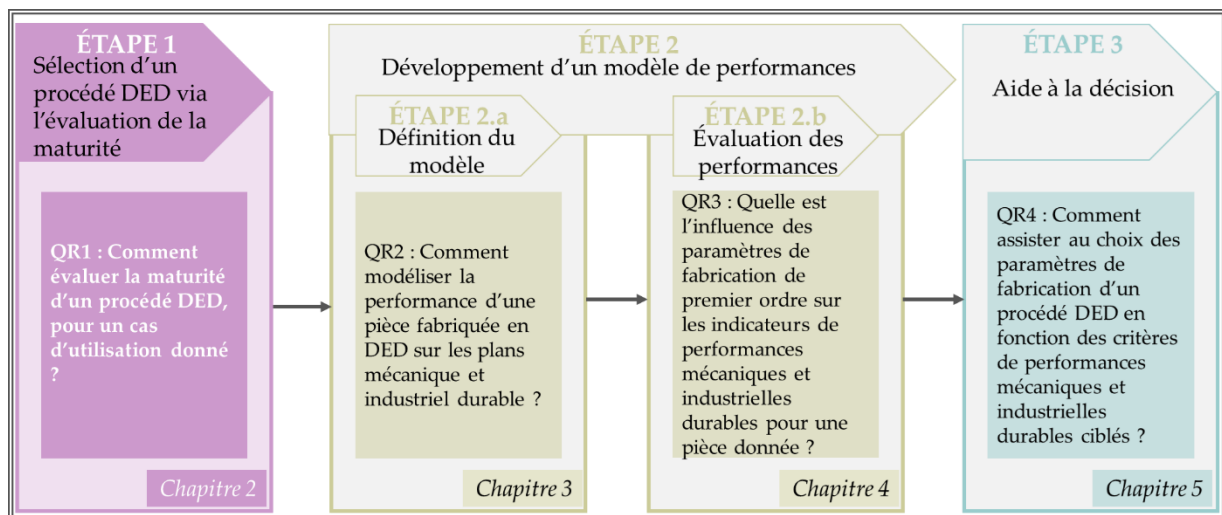 ÉTAPE 1
Sélection d'un
procédé DED via
l'évaluation de la
maturité
QR1 : Comment
évaluer la maturité
d'un procédé DED,
pour un cas
d'utilisation donné
?
Chapitre 2
ÉTAPE 2
Développement d'un modèle de performances
ÉTAPE 2.a
Définition du
modèle
QR2 : Comment
modéliser la
performance d'une
pièce fabriquée en
DED sur les plans
mécanique et
industriel durable ?
Chapitre 3
ÉTAPE 2.b
Évaluation des
performances
QR3 : Quelle est
l'influence des
paramètres de
fabrication de
premier ordre sur
les indicateurs de
performances
mécaniques et
industrielles
durables pour une
pièce donnée ?
Chapitre 4
ÉTAPE 3
Aide à la décision
QR4 : Comment
assister au choix des
paramètres de
fabrication d'un
procédé DED en
fonction des critères
de performances
mécaniques et
industrielles
durables ciblés ?
Chapitre 5